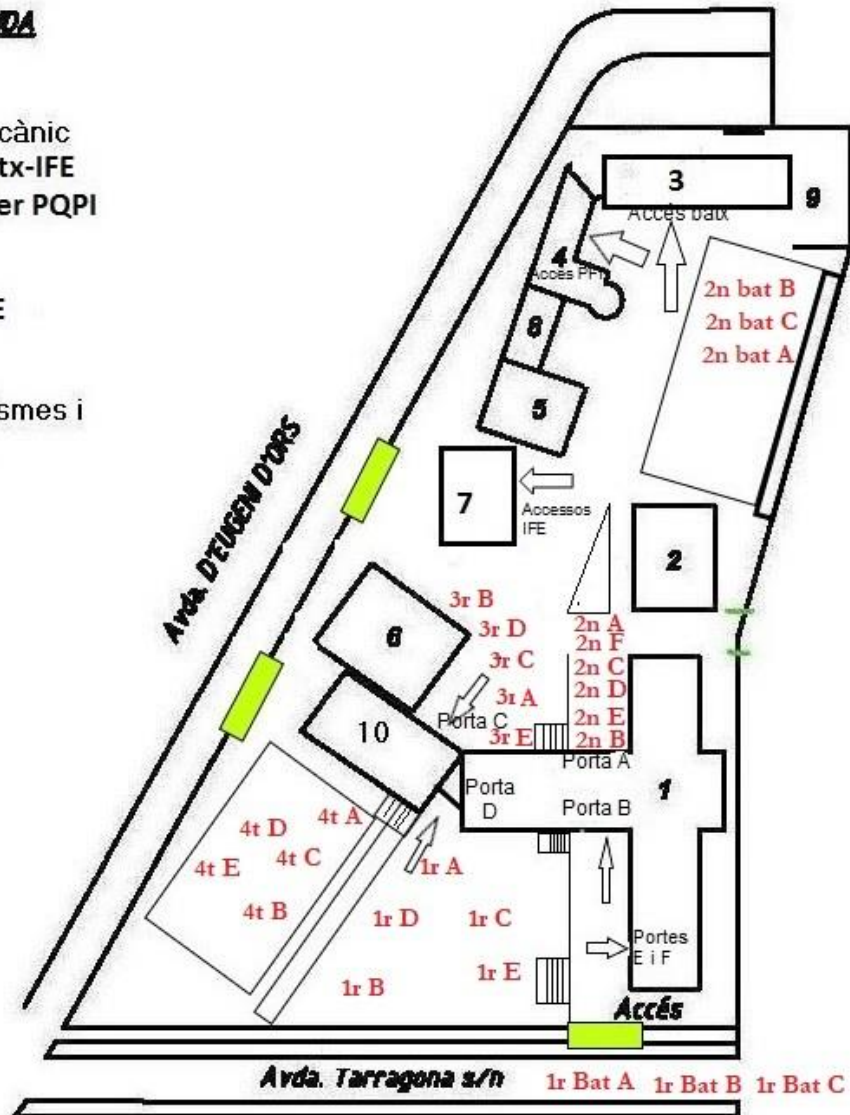 cànic
tx-IFE
er PQPI
smes i
3
Accés baix
9
4
8
5
2n bat B
2n bat C
2n bat A
Avda. D'EUGENI D'ORS
7
Accessos
IFE
2
6
3r B
3r D
3r C
3r A
3r E
2n A
2n F
2n C
2n D
2n E
2n B
10
Porta C
Porta
D
Porta A
Porta B
1
4t A
4t D
4t C
4t E
4t B
1r A
1r D
1r C
1r B
1r E
Portes
E i F
Accés
Avda. Tarragona s/n
1r Bat A 1r Bat B 1r Bat C